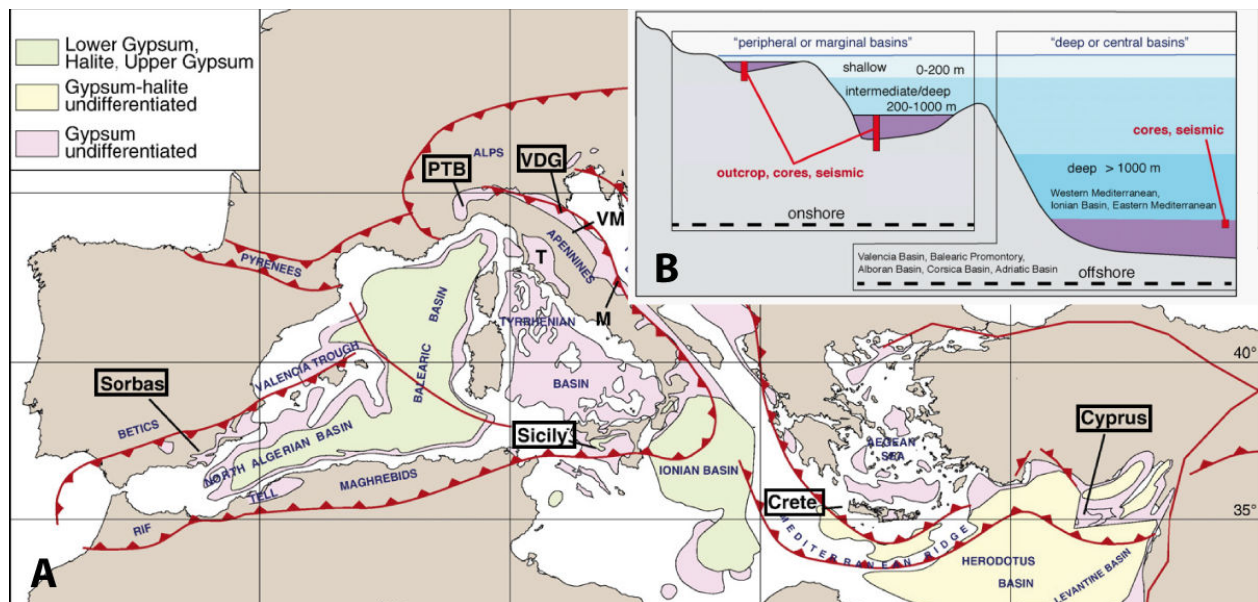 Lower Gypsum,
Halite, Upper Gypsum
Gypsum-halite
undifferentiated
Gypsum
undifferentiated
ALPS
PTB
VDG
VM
APENNINES
T
M
PYRENEES
BASIN
BALEARIC
TYRRHENIAN
BASIN
VALENCIA TROUGH
Sorbas
BETICS
NORTH ALGERIAN BASIN
Sicily
TELL
MAGHREBIDS
RIF
IONIAN BASIN
AEGEAN
SEA
Crete
Cyprus
MEDITERRANEAN RIDGE
HERODOTUS
BASIN
LEVANTINE BASIN
40°
35°
A
"peripheral or marginal basins"
"deep or central basins"
shallow 0-200 m
intermediate/deep
200-1000 m
cores, seismic
outcrop, cores, seismic
deep > 1000 m
Western Mediterranean,
Ionian Basin, Eastern Mediterranean
onshore
B
Valencia Basin, Balearic Promontory,
Alboran Basin, Corsica Basin, Adriatic Basin
offshore